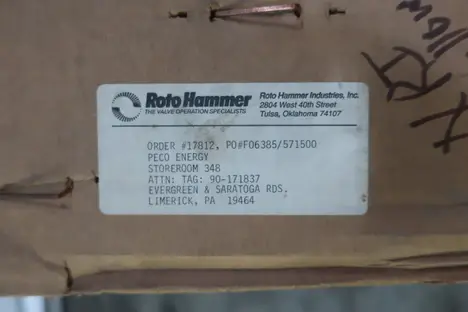 Roto Hammer
THE VALVE OPERATION SPECIALISTS
Roto Hammer Industries, Inc.
2804 West 40th Street
Tulsa, Oklahoma 74107
ORDER #17812, PO#F06385/571500
PECO ENERGY
STOREROOM 348
ATTN: TAG: 90-171837
EVERGREEN & SARATOGA RDS.
LIMERICK, PA 19464